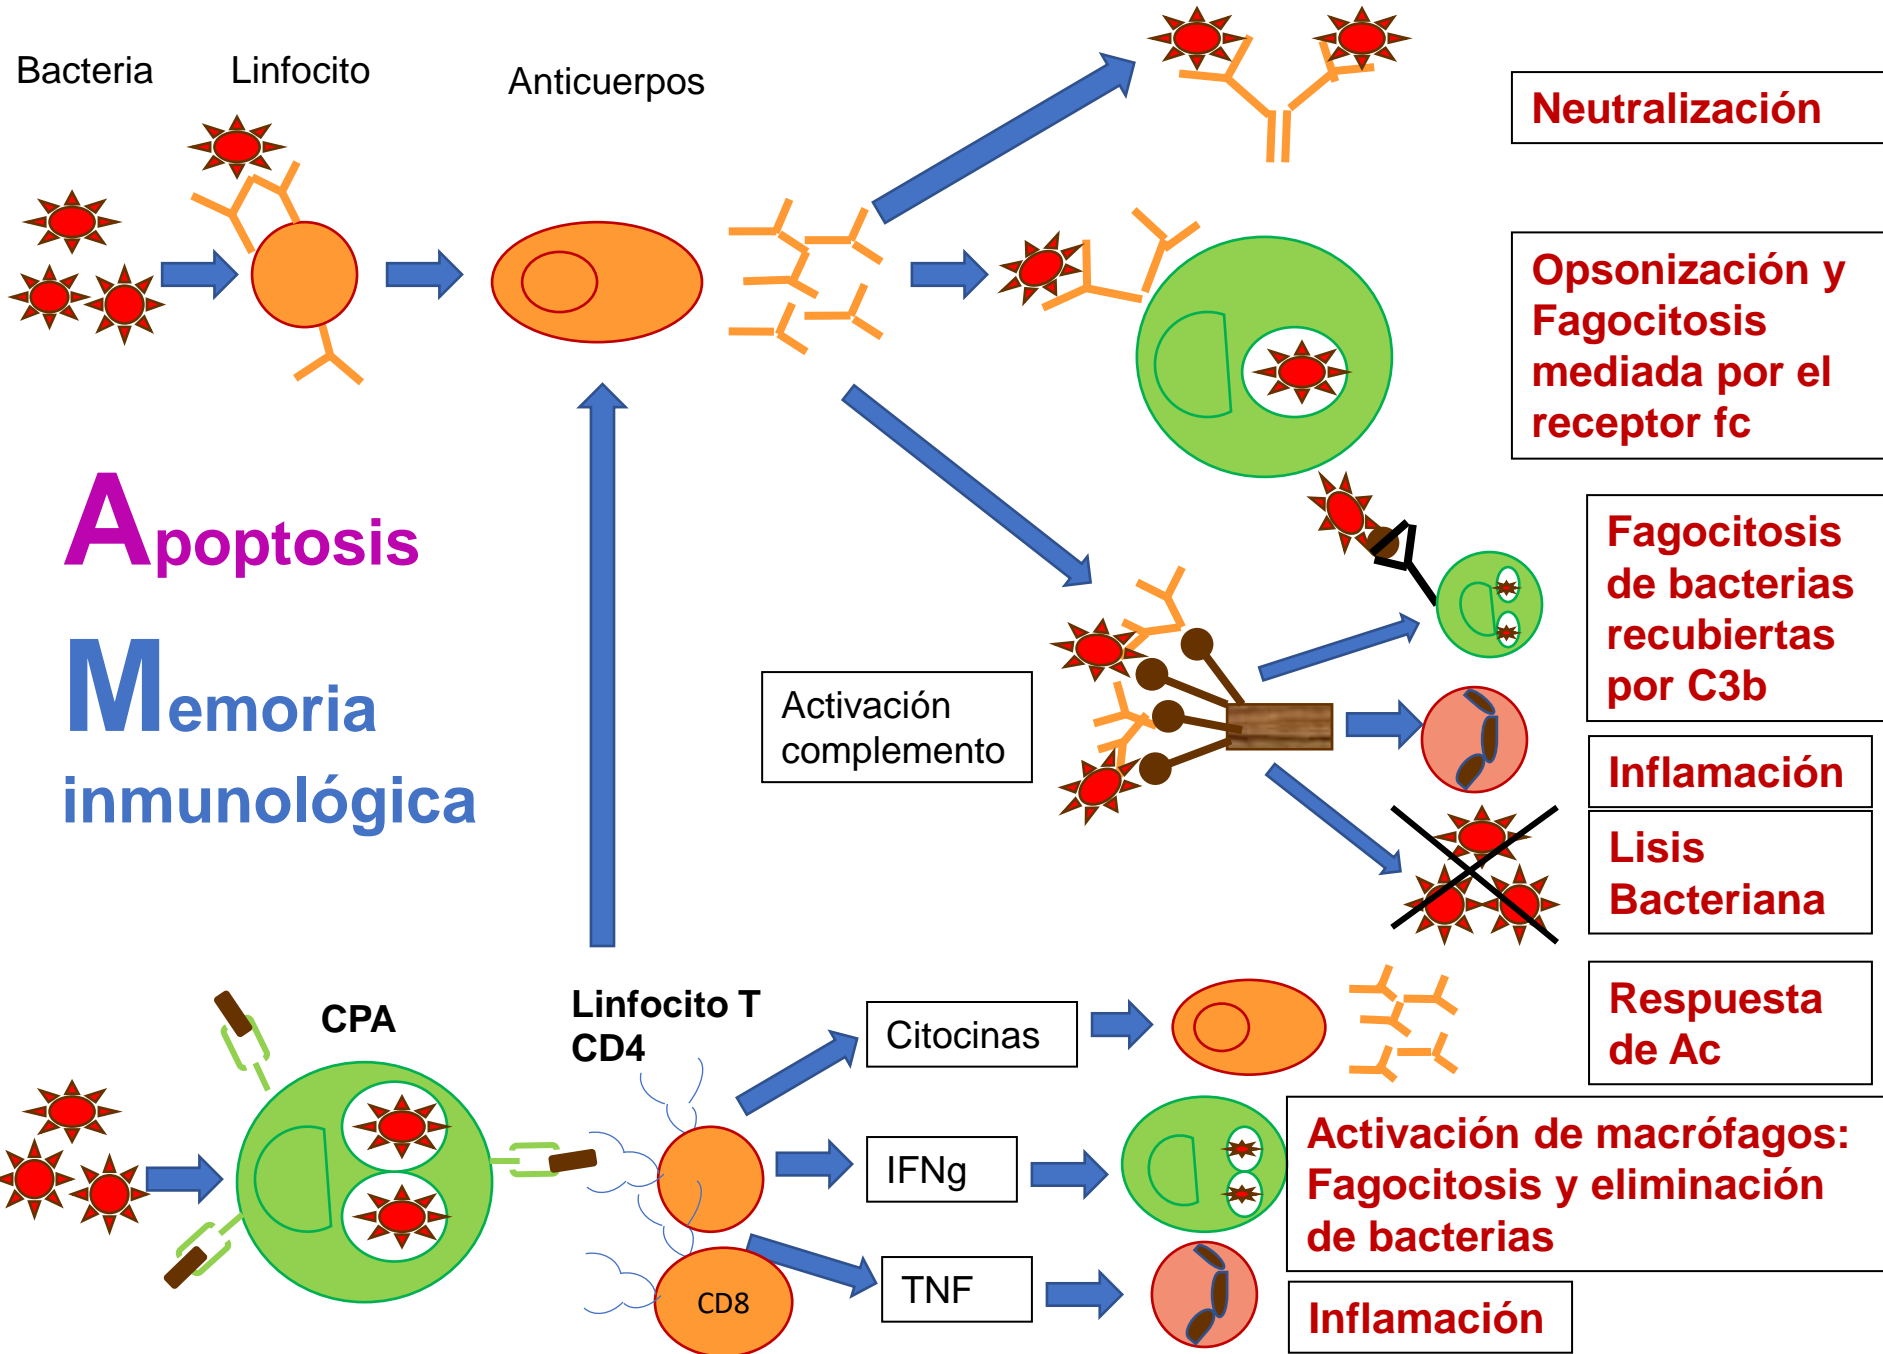 Bacteria
Linfocito
Anticuerpos
Neutralización
Opsonización y
Fagocitosis
mediada por el
receptor fc
Apoptosis
Memoria
inmunológica
Fagocitosis
de bacterias
recubiertas
por C3b
Activación
complemento
Inflamación
Lisis
Bacteriana
CPA
Linfocito T
CD4
Citocinas
Respuesta
de Ac
IFNg
Activación de macrófagos:
Fagocitosis y eliminación
de bacterias
CD8
TNF
Inflamación